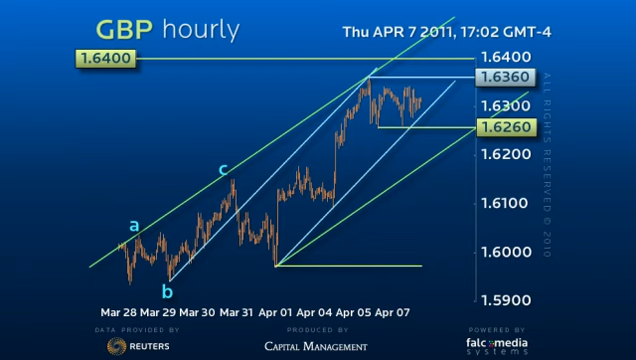 GBP hourly
Thu APR 7 2011, 17:02 GMT-4
1.6400
1.6400
1.6360
1.6300
1.6260
1.6200
1.6100
1.6000
1.5900
a
b
c
Mar 28 Mar 29 Mar 30 Mar 31 Apr 01 Apr 04 Apr 05 Apr 07
ALL RIGHTS RESERVED © 2010
DATA PROVIDED BY
REUTERS
PRODUCED BY
CAPITAL MANAGEMENT
POWERED BY
falc media
systems